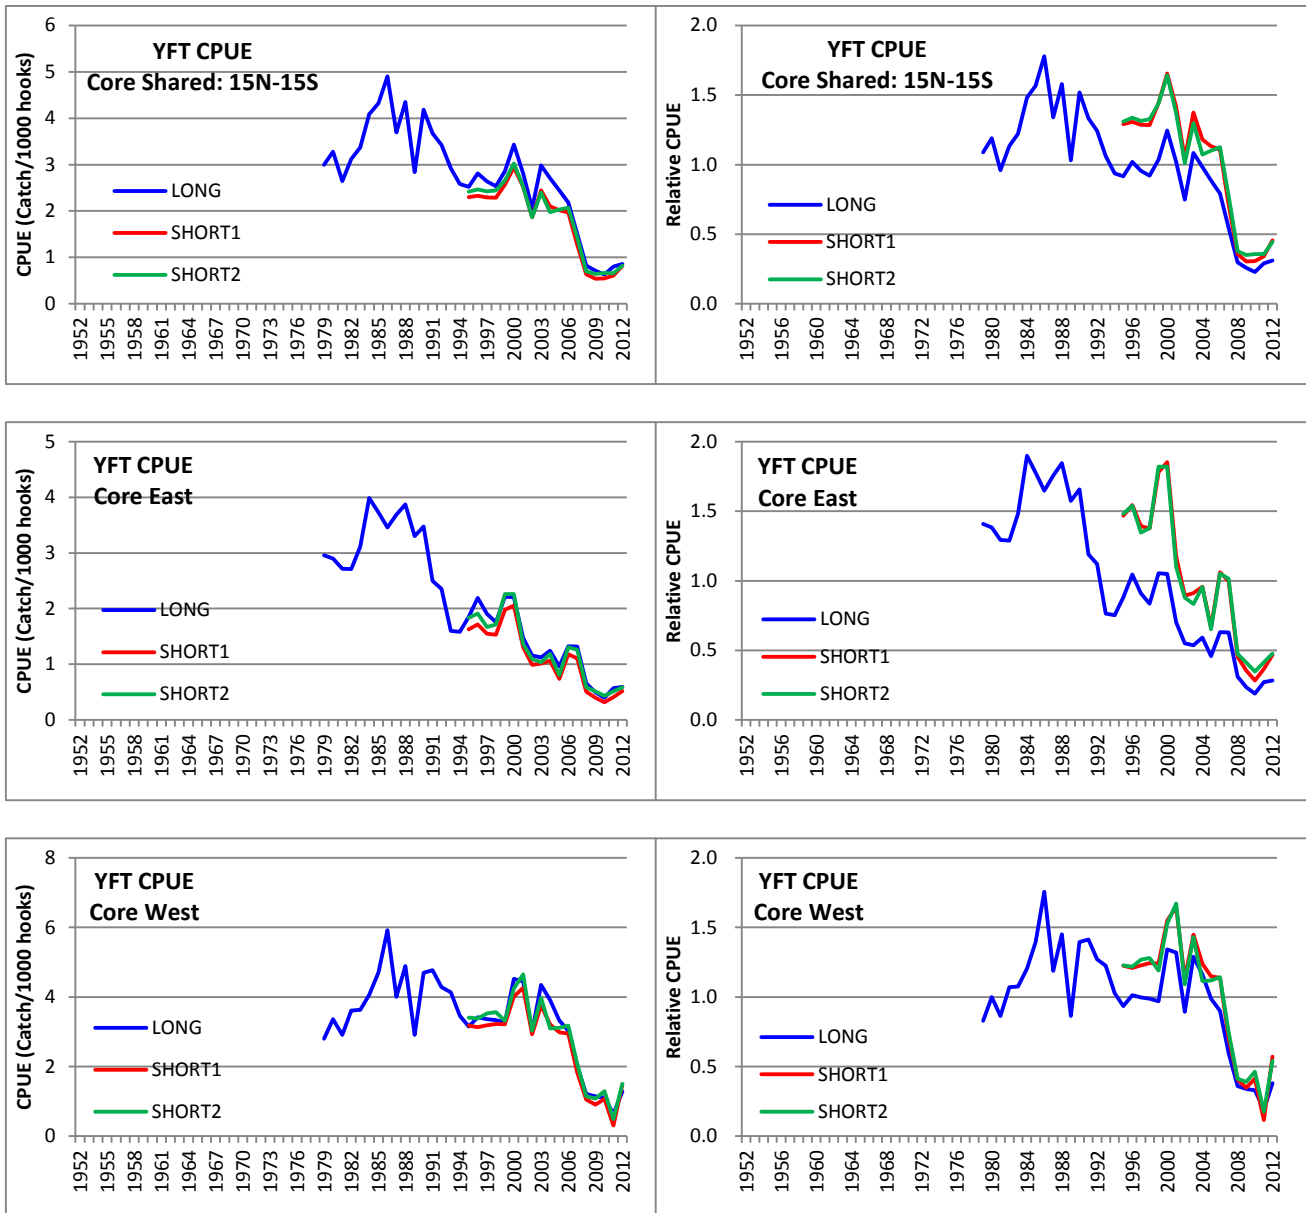 YFT CPUE
Core Shared: 15N-15S
CPUE (Catch/1000 hooks)
6
5
4
3
2
1
0
LONG
SHORT1
SHORT2
1952 1955 1958 1961 1964 1967 1970 1973 1976 1979 1982 1985 1988 1991 1994 1997 2000 2003 2006 2009 2012
YFT CPUE
Core Shared: 15N-15S
Relative CPUE
2.0
1.5
1.0
0.5
0.0
LONG
SHORT1
SHORT2
1952 1956 1960 1964 1968 1972 1976 1980 1984 1988 1992 1996 2000 2004 2008 2012
YFT CPUE
Core East
CPUE (Catch/1000 hooks)
5
4
3
2
1
0
LONG
SHORT1
SHORT2
1952 1955 1958 1961 1964 1967 1970 1973 1976 1979 1982 1985 1988 1991 1994 1997 2000 2003 2006 2009 2012
YFT CPUE
Core East
Relative CPUE
2.0
1.5
1.0
0.5
0.0
LONG
SHORT1
SHORT2
1952 1956 1960 1964 1968 1972 1976 1980 1984 1988 1992 1996 2000 2004 2008 2012
YFT CPUE
Core West
CPUE (Catch/1000 hooks)
8
6
4
2
0
LONG
SHORT1
SHORT2
1952 1955 1958 1961 1964 1967 1970 1973 1976 1979 1982 1985 1988 1991 1994 1997 2000 2003 2006 2009 2012
YFT CPUE
Core West
Relative CPUE
2.0
1.5
1.0
0.5
0.0
LONG
SHORT1
SHORT2
1952 1956 1960 1964 1968 1972 1976 1980 1984 1988 1992 1996 2000 2004 2008 2012